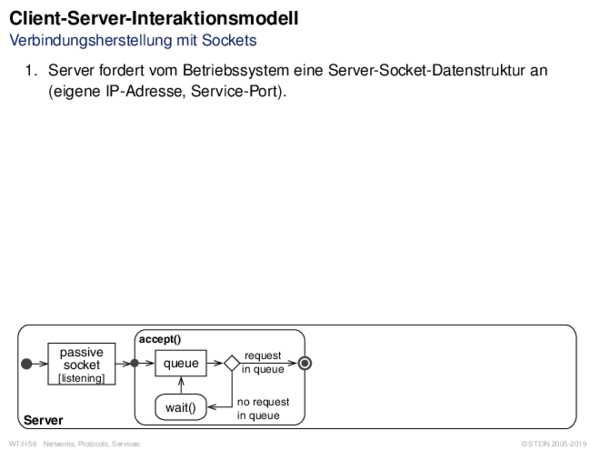 Client-Server-Interaktionsmodell
Verbindungsherstellung mit Sockets
1. Server fordert vom Betriebssystem eine Server-Socket-Datenstruktur an
(eigene IP-Adresse, Service-Port).
accept()
passive
socket
[listening]
queue
request
in queue
wait()
no request
in queue
Server
WT:II-56 Networks, Protocols, Services
© STEIN 2005-2019